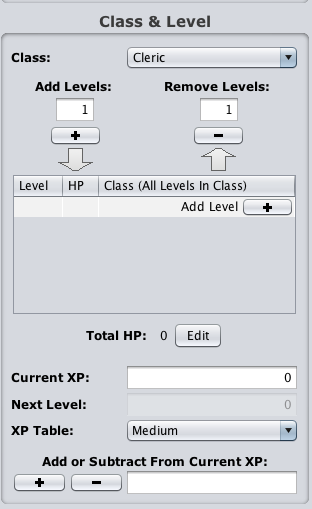 Class & Level
Class: Cleric
Add Levels: Remove Levels:
1 1
+ −
Level HP Class (All Levels In Class)
Add Level +
Total HP: 0 Edit
Current XP: 0
Next Level: 0
XP Table: Medium
Add or Subtract From Current XP:
+ −